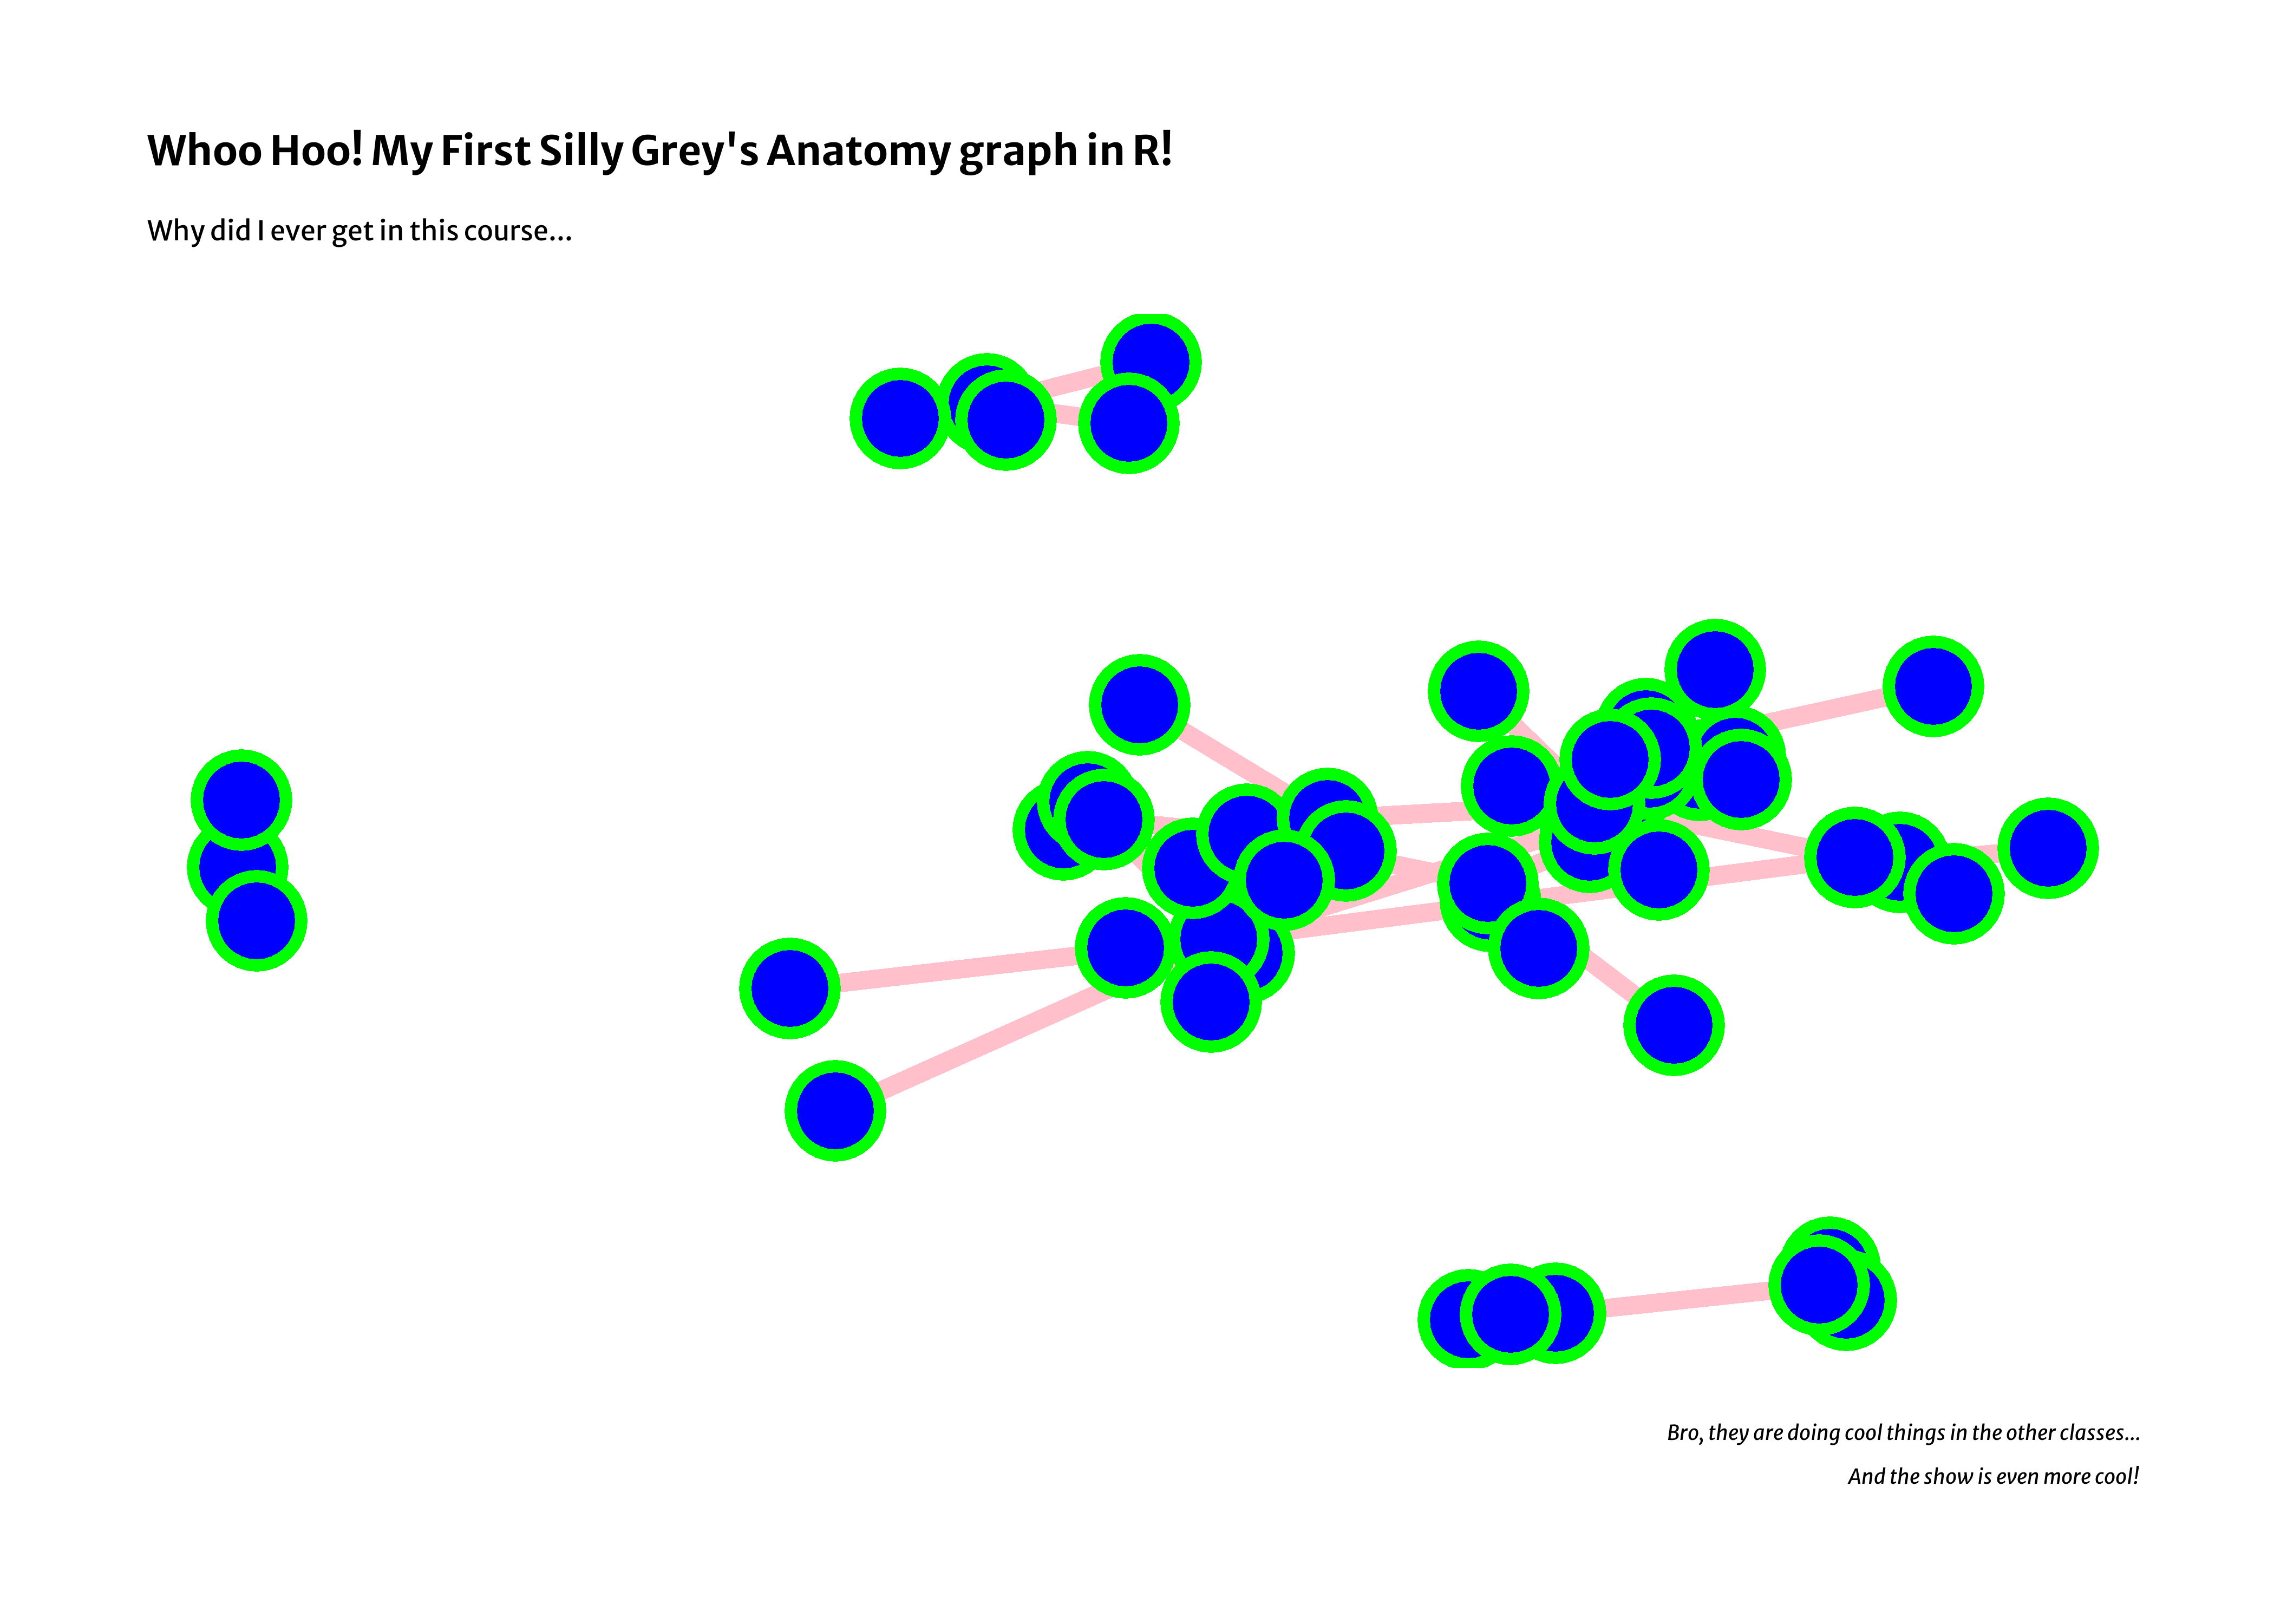 Whoo Hoo! My First Silly Grey's Anatomy graph in R!
Why did I ever get in this course...
Bro, they are doing cool things in the other classes...
And the show is even more cool!